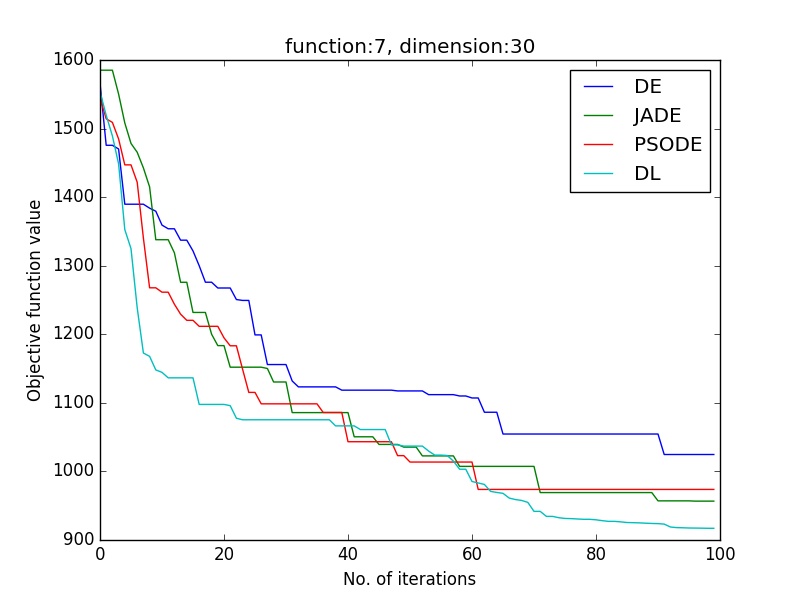 function:7, dimension:30
1600
1500
1400
1300
1200
1100
1000
900
Objective function value
DE
JADE
PSODE
DL
0
20
40
60
80
100
No. of iterations